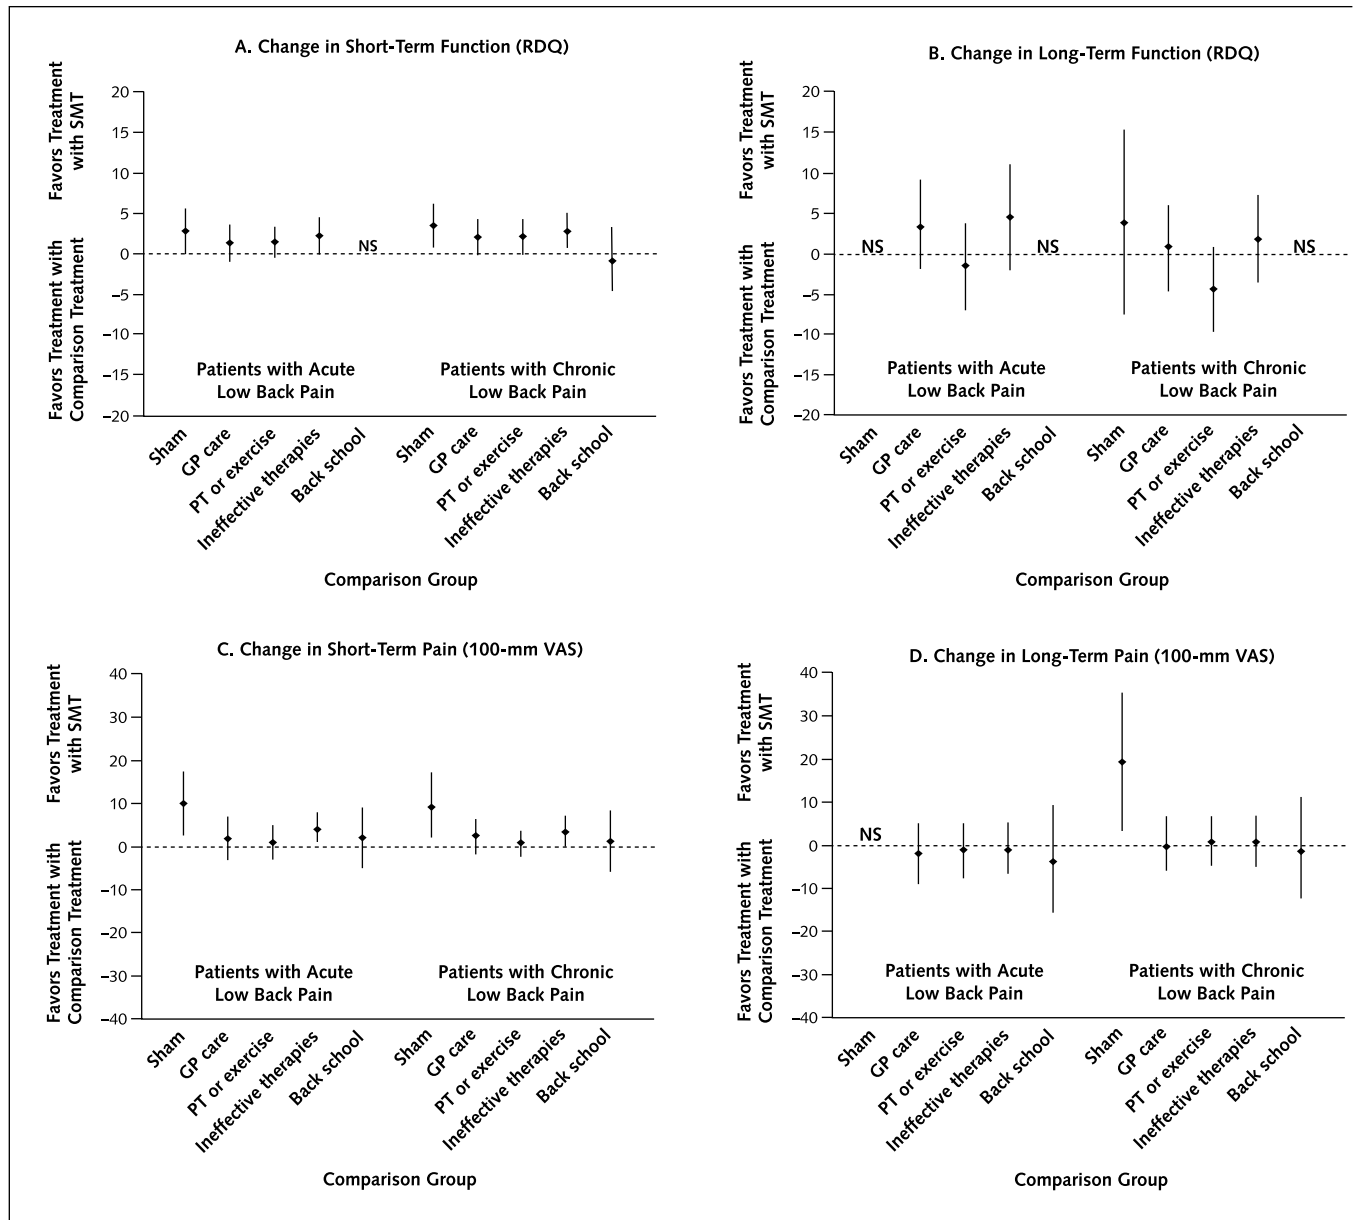 A. Change in Short-Term Function (RDQ)
Favors Treatment
with SMT
Favors Treatment with
Comparison Treatment
20
15
10
5
0
–5
–10
–15
–20
NS
Patients with Acute
Low Back Pain
Patients with Chronic
Low Back Pain
Sham
GP care
PT or exercise
Ineffective therapies
Back school
Sham
GP care
PT or exercise
Ineffective therapies
Back school
Comparison Group
B. Change in Long-Term Function (RDQ)
Favors Treatment
with SMT
Favors Treatment with
Comparison Treatment
20
15
10
5
0
–5
–10
–15
–20
NS
NS
NS
Patients with Acute
Low Back Pain
Patients with Chronic
Low Back Pain
Sham
GP care
PT or exercise
Ineffective therapies
Back school
Sham
GP care
PT or exercise
Ineffective therapies
Back school
Comparison Group
C. Change in Short-Term Pain (100-mm VAS)
Favors Treatment
with SMT
Favors Treatment with
Comparison Treatment
40
30
20
10
0
–10
–20
–30
–40
Patients with Acute
Low Back Pain
Patients with Chronic
Low Back Pain
Sham
GP care
PT or exercise
Ineffective therapies
Back school
Sham
GP care
PT or exercise
Ineffective therapies
Back school
Comparison Group
D. Change in Long-Term Pain (100-mm VAS)
Favors Treatment
with SMT
Favors Treatment with
Comparison Treatment
40
30
20
10
0
–10
–20
–30
–40
NS
Patients with Acute
Low Back Pain
Patients with Chronic
Low Back Pain
Sham
GP care
PT or exercise
Ineffective therapies
Back school
Sham
GP care
PT or exercise
Ineffective therapies
Back school
Comparison Group